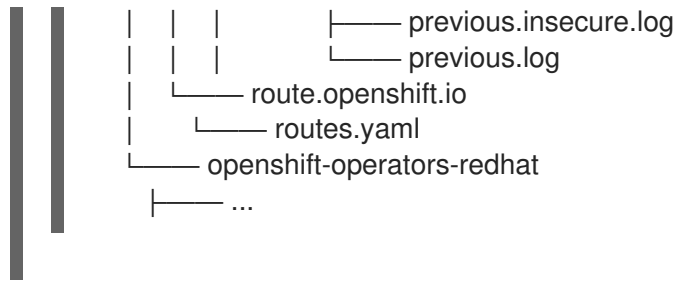 │ │ │ ├── previous.insecure.log
│ │ │ └── previous.log
│ └── route.openshift.io
│ └── routes.yaml
└── openshift-operators-redhat
├── ...